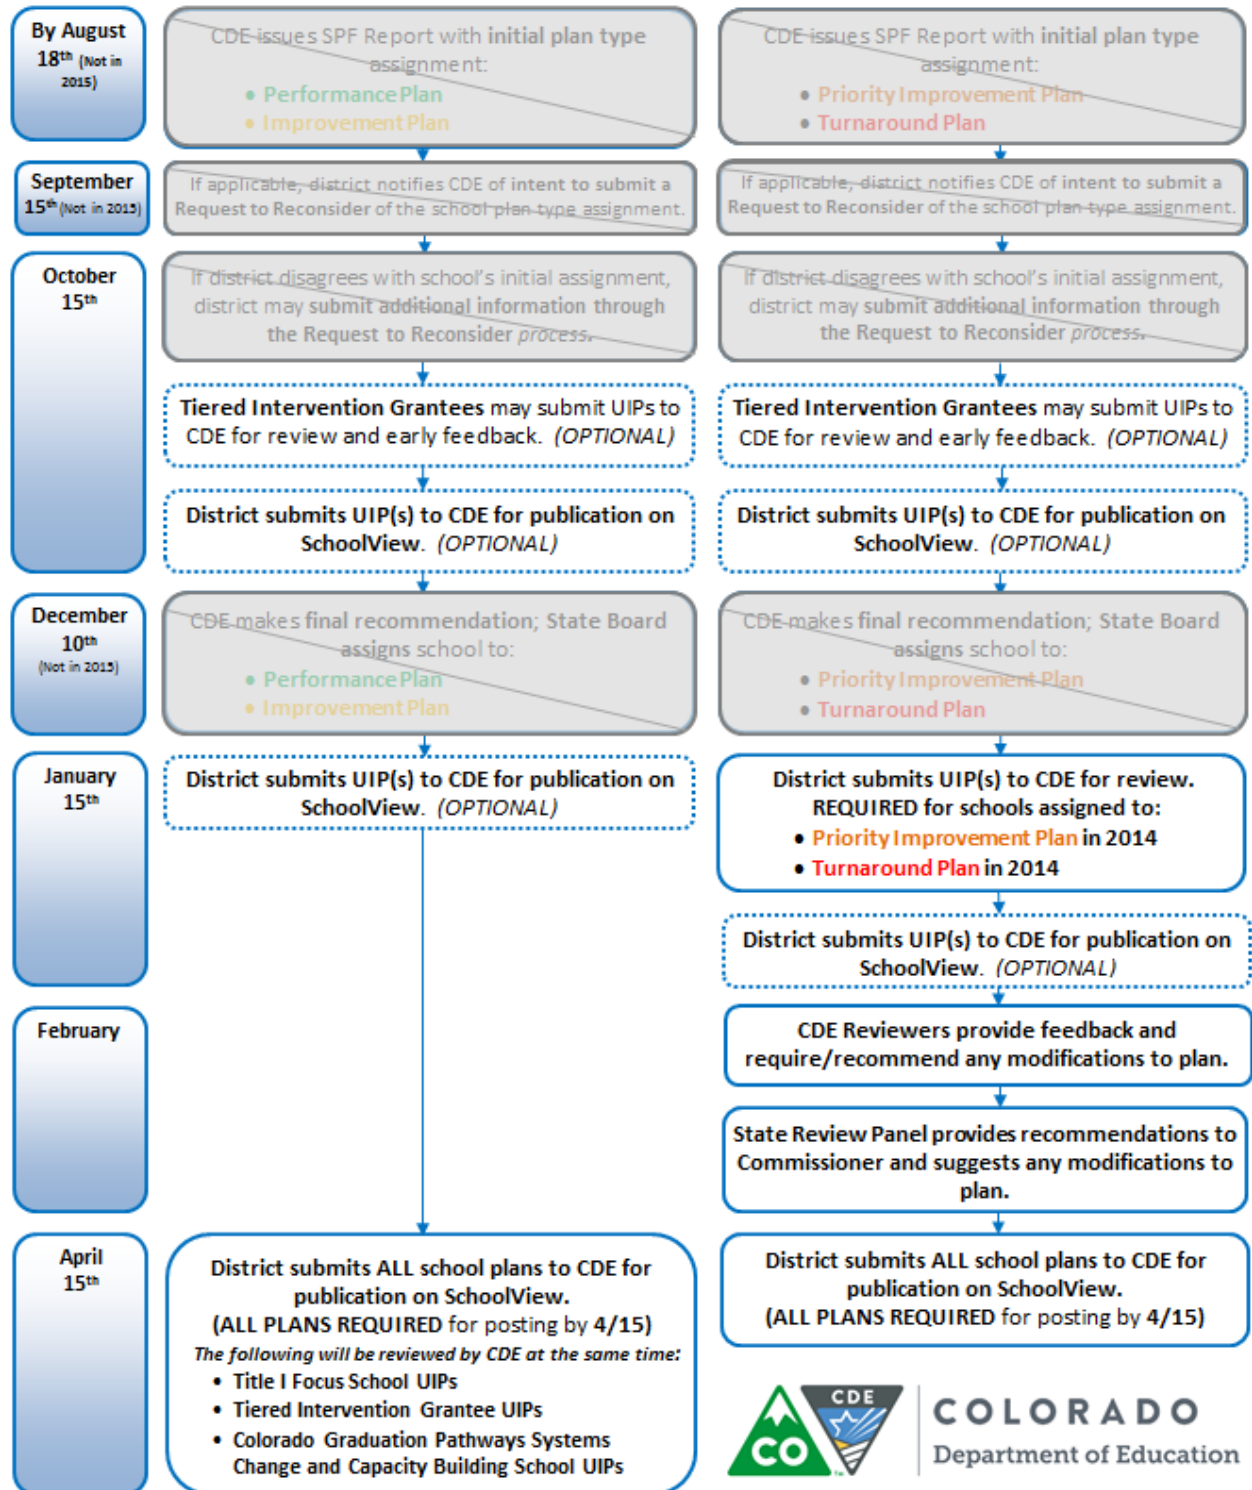 By August
18th (Not in
2015)
CDE issues SPF Report with initial plan type
assignment:
• Performance Plan
• Improvement Plan
CDE issues SPF Report with initial plan type
assignment:
• Priority Improvement Plan
• Turnaround Plan
September
15th (Not in 2015)
If applicable, district notifies CDE of intent to submit a
Request to Reconsider of the school plan type assignment.
If applicable, district notifies CDE of intent to submit a
Request to Reconsider of the school plan type assignment.
October
15th
If district disagrees with school's initial assignment,
district may submit additional information through
the Request to Reconsider process.
If district disagrees with school's initial assignment,
district may submit additional information through
the Request to Reconsider process.
Tiered Intervention Grantees may submit UIPs to
CDE for review and early feedback. (OPTIONAL)
Tiered Intervention Grantees may submit UIPs to
CDE for review and early feedback. (OPTIONAL)
District submits UIP(s) to CDE for publication on
SchoolView. (OPTIONAL)
District submits UIP(s) to CDE for publication on
SchoolView. (OPTIONAL)
December
10th
(Not in 2015)
CDE makes final recommendation; State Board
assigns school to:
• Performance Plan
• Improvement Plan
CDE makes final recommendation; State Board
assigns school to:
• Priority Improvement Plan
• Turnaround Plan
January
15th
District submits UIP(s) to CDE for publication on
SchoolView. (OPTIONAL)
District submits UIP(s) to CDE for review.
REQUIRED for schools assigned to:
• Priority Improvement Plan in 2014
• Turnaround Plan in 2014
District submits UIP(s) to CDE for publication on
SchoolView. (OPTIONAL)
February
CDE Reviewers provide feedback and
require/recommend any modifications to plan.
State Review Panel provides recommendations to
Commissioner and suggests any modifications to
plan.
April
15th
District submits ALL school plans to CDE for
publication on SchoolView.
(ALL PLANS REQUIRED for posting by 4/15)
The following will be reviewed by CDE at the same time:
• Title I Focus School UIPs
• Tiered Intervention Grantee UIPs
• Colorado Graduation Pathways Systems
Change and Capacity Building School UIPs
District submits ALL school plans to CDE for
publication on SchoolView.
(ALL PLANS REQUIRED for posting by 4/15)
CO
CDE
TM
COLORADO
Department of Education